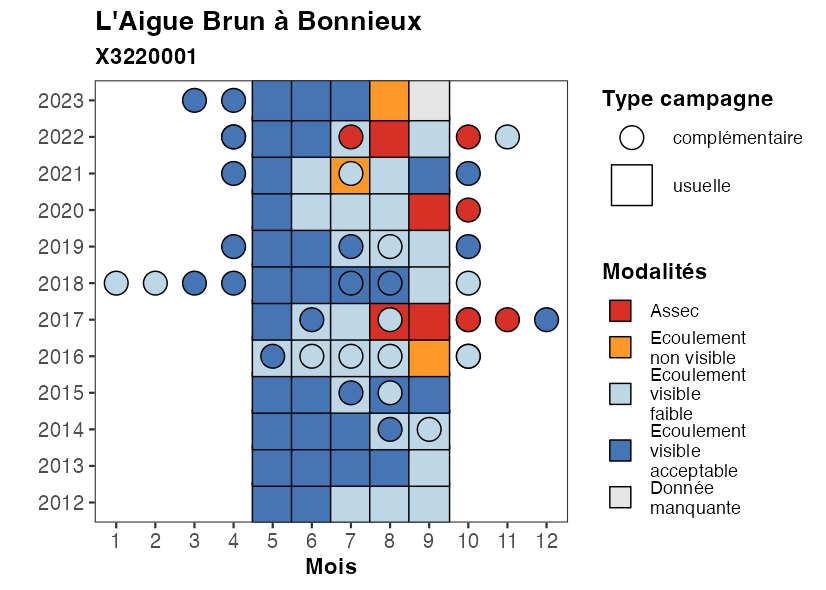 L'Aigue Brun à Bonnieux
X3220001
2023
2022
2021
2020
2019
2018
2017
2016
2015
2014
2013
2012
1 2 3 4 5 6 7 8 9 10 11 12
Mois
Type campagne
complémentaire
usuelle
Modalités
Assec
Ecoulement
non visible
Ecoulement
visible
faible
Ecoulement
visible
acceptable
Donnée
manquante